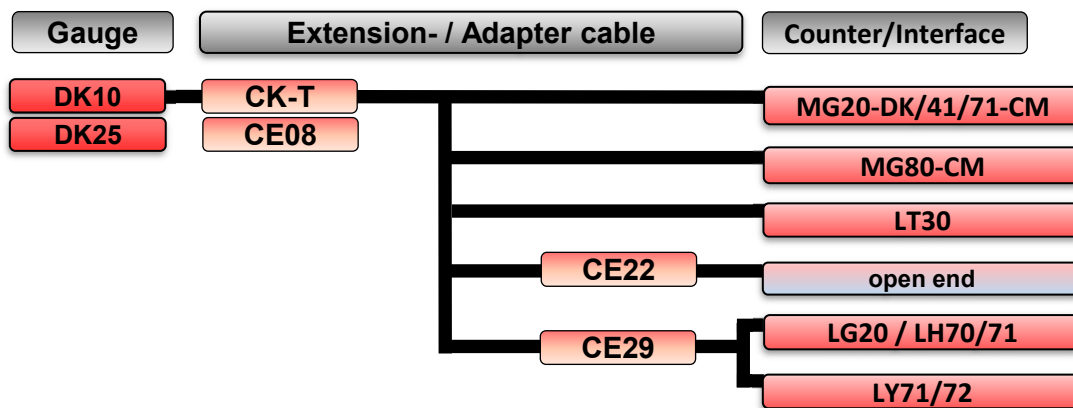 Gauge
Extension- / Adapter cable
Counter/Interface
DK10
CK-T
MG20-DK/41/71-CM
DK25
CE08
MG80-CM
LT30
CE22
open end
CE29
LG20 / LH70/71
LY71/72